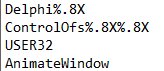 Delphi%.8X
ControlOfs%.8X%.8X
USER32
AnimateWindow